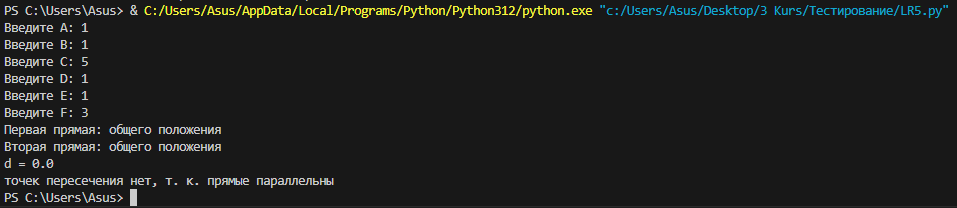 PS C:\Users\Asus> & C:/Users/Asus/AppData/Local/Programs/Python/Python312/python.exe "c:/Users/Asus/Desktop/3 Kurs/Тестирование/LR5.py"
Введите A: 1
Введите B: 1
Введите C: 5
Введите D: 1
Введите E: 1
Введите F: 3
Первая прямая: общего положения
Вторая прямая: общего положения
d = 0.0
точек пересечения нет, т. к. прямые параллельны
PS C:\Users\Asus>